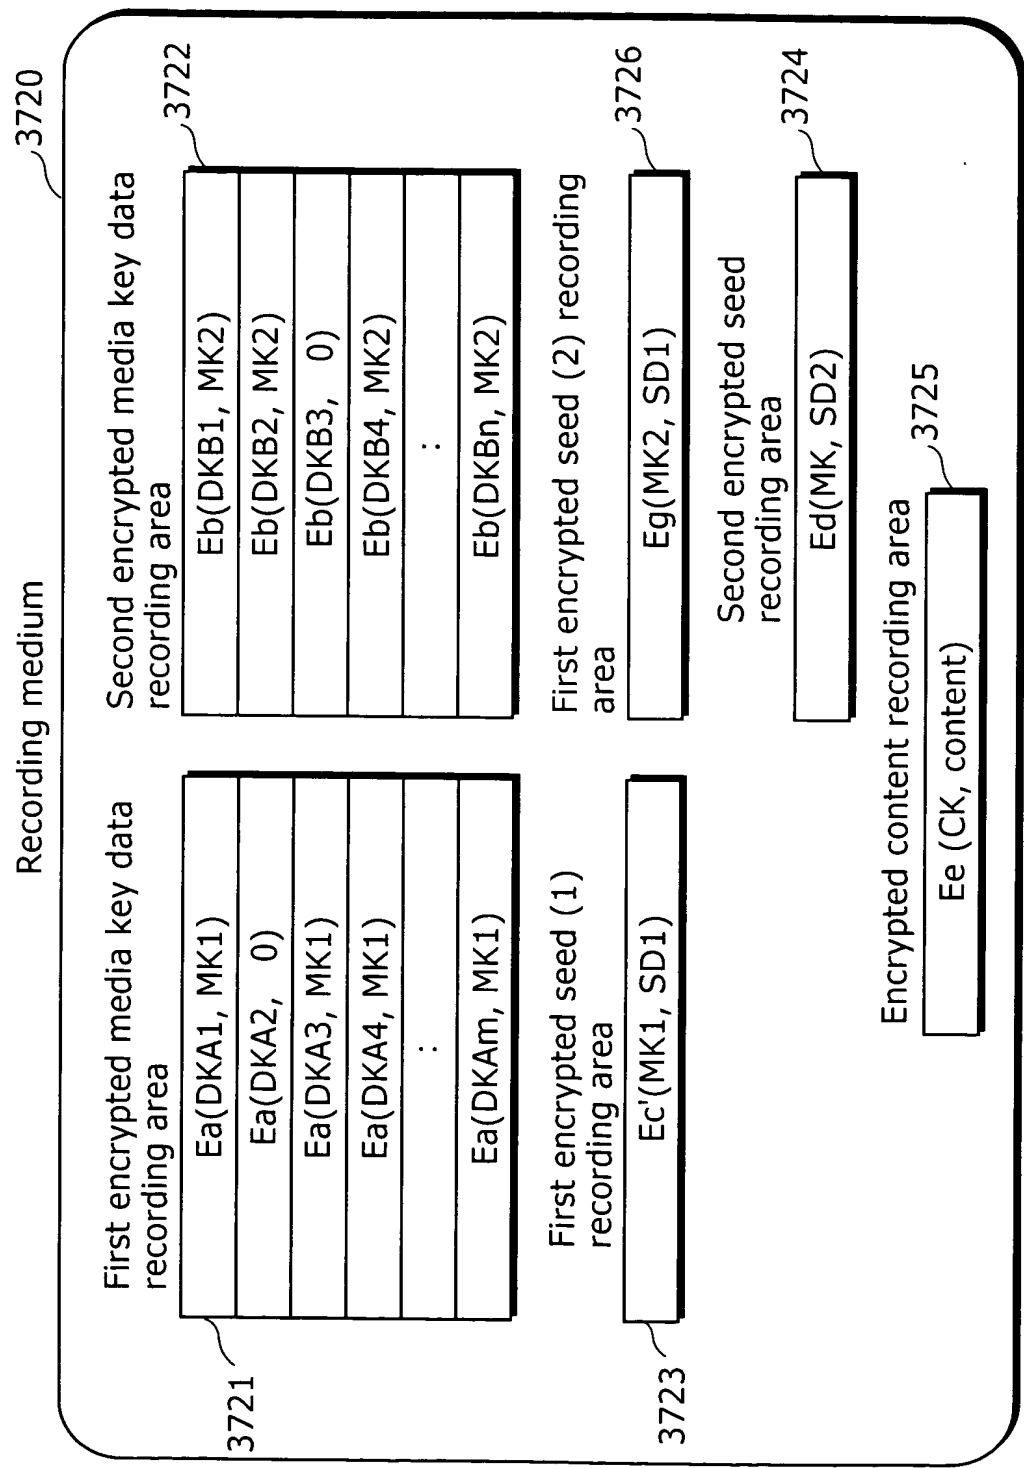 Recording medium
3720
First encrypted media key data
recording area
3721
Ea(DKA1, MK1)
Ea(DKA2, 0)
Ea(DKA3, MK1)
Ea(DKA4, MK1)
:
Ea(DKAm, MK1)
Second encrypted media key data
recording area
3722
Eb(DKB1, MK2)
Eb(DKB2, MK2)
Eb(DKB3, 0)
Eb(DKB4, MK2)
:
Eb(DKBn, MK2)
First encrypted seed (1)
recording area
3723
Ec'(MK1, SD1)
First encrypted seed (2) recording
area
3726
Eg(MK2, SD1)
Second encrypted seed
recording area
3724
Ed(MK, SD2)
Encrypted content recording area
3725
Ee (CK, content)